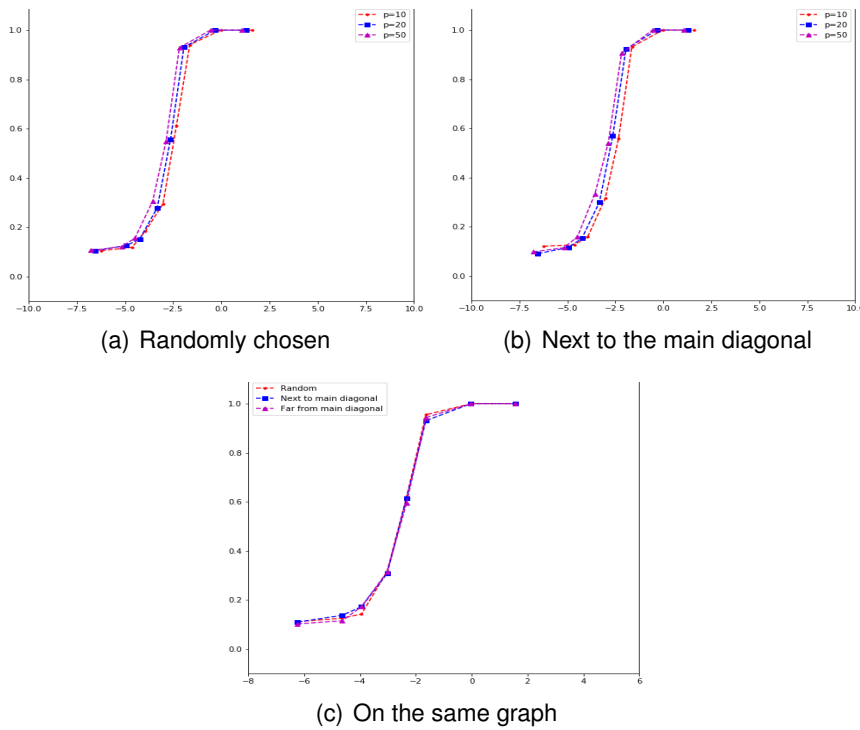 p=10
p=20
p=50
1.0
0.8
0.6
0.4
0.2
0.0
−10.0 −7.5 −5.0 −2.5 0.0 2.5 5.0 7.5 10.0
(a) Randomly chosen
p=10
p=20
p=50
1.0
0.8
0.6
0.4
0.2
0.0
−10.0 −7.5 −5.0 −2.5 0.0 2.5 5.0 7.5 10.0
(b) Next to the main diagonal
Random
Next to main diagonal
Far from main diagonal
1.0
0.8
0.6
0.4
0.2
0.0
−8 −6 −4 −2 0 2 4 6
(c) On the same graph